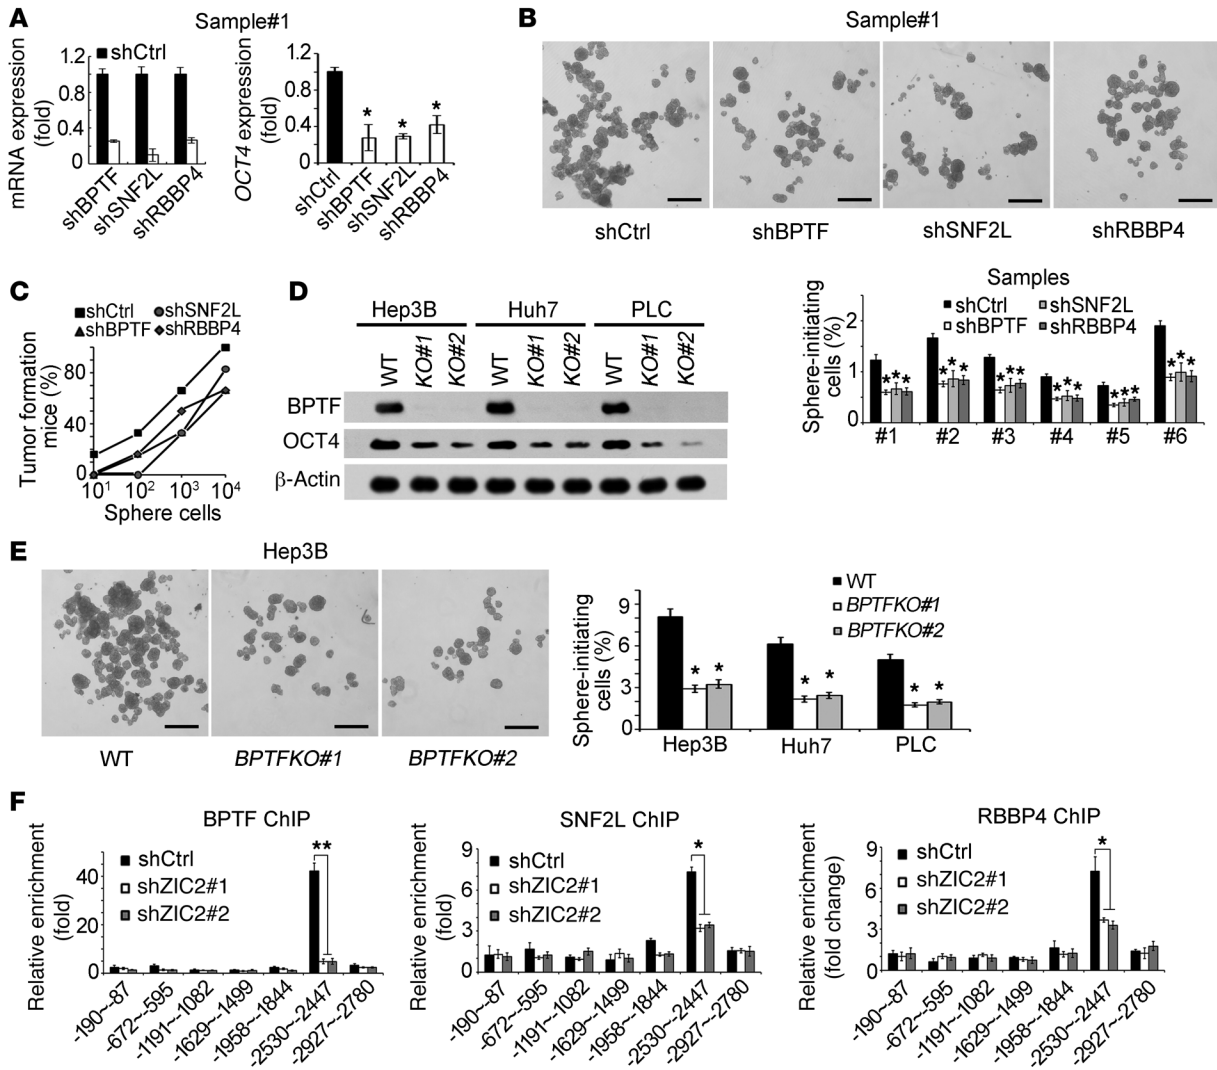 A
Sample#1
mRNA expression
(fold)
1.2
0.8
0.4
0
shCtrl
shBPTF
shSNF2L
shRBBP4
OCT4 expression
(fold)
1.2
0.8
0.4
0
*
*
*
shCtrl
shBPTF
shSNF2L
shRBBP4
B
Sample#1
shCtrl
shBPTF
shSNF2L
shRBBP4
Samples
Sphere-initiating
cells (%)
2
1
0
shCtrl
shSNF2L
shBPTF
shRBBP4
*** *** *** *** *** ***
#1 #2 #3 #4 #5 #6
C
shCtrl
shSNF2L
shBPTF
shRBBP4
Tumor formation
mice (%)
80
40
0
10¹ 10² 10³ 10⁴
Sphere cells
D
Hep3B Huh7 PLC
WT KO#1 KO#2 WT KO#1 KO#2 WT KO#1 KO#2
BPTF
OCT4
β-Actin
E
Hep3B
WT
BPTFKO#1
BPTFKO#2
Sphere-initiating
cells (%)
9
6
3
0
WT
BPTFKO#1
BPTFKO#2
* * * * * *
Hep3B Huh7 PLC
F
BPTF ChIP
Relative enrichment
(fold)
40
20
0
shCtrl
shZIC2#1
shZIC2#2
**
-190~-87
-672~-595
-1191~-1082
-1629~-1499
-1958~-1844
-2530~-2447
-2927~-2780
SNF2L ChIP
Relative enrichment
(fold)
9
6
3
0
shCtrl
shZIC2#1
shZIC2#2
*
-190~-87
-672~-595
-1191~-1082
-1629~-1499
-1958~-1844
-2530~-2447
-2927~-2780
RBBP4 ChIP
Relative enrichment
(fold change)
9
6
3
0
shCtrl
shZIC2#1
shZIC2#2
*
-190~-87
-672~-595
-1191~-1082
-1629~-1499
-1958~-1844
-2530~-2447
-2927~-2780